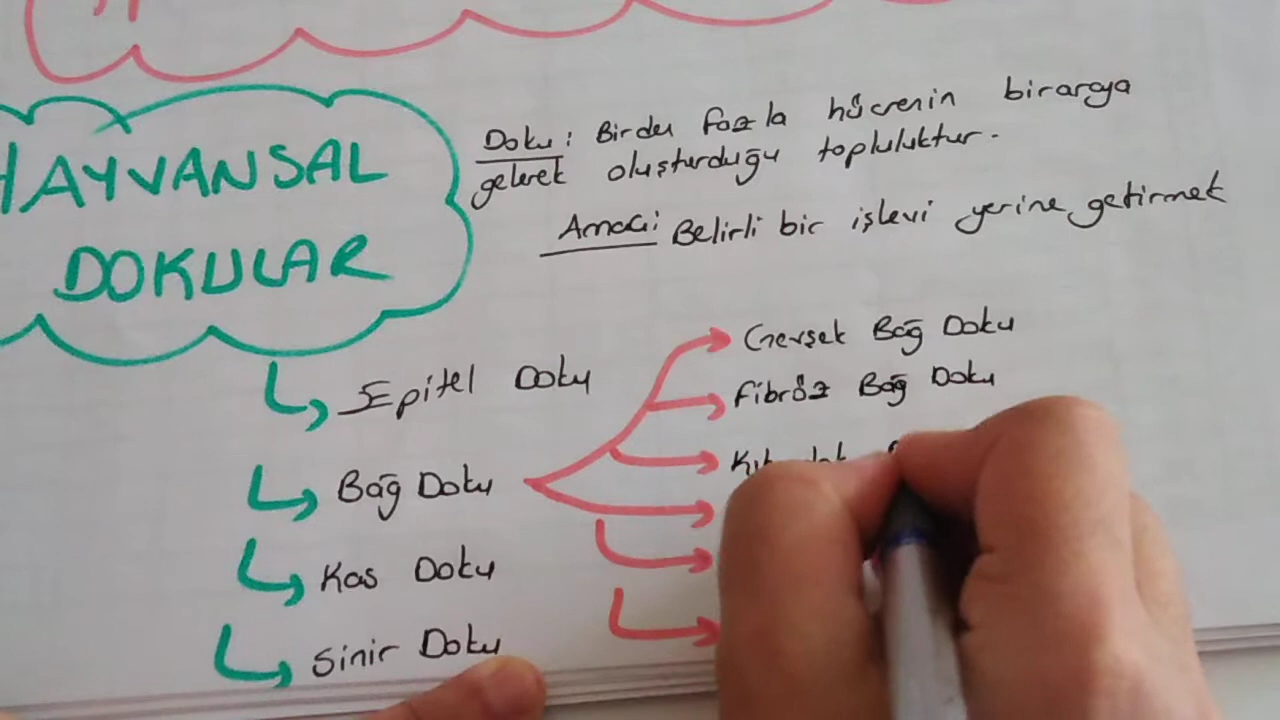 HAYVANSAL
DOKULAR
Doku: Birden fazla hücrenin biraraya
gelerek oluşturduğu topluluktur.
Amacı: Belirli bir işlevi yerine getirmek
Epitel Doku
Bağ Doku
Kas Doku
Sinir Doku
Gevşek Bağ Doku
Fibröz Bağ Doku